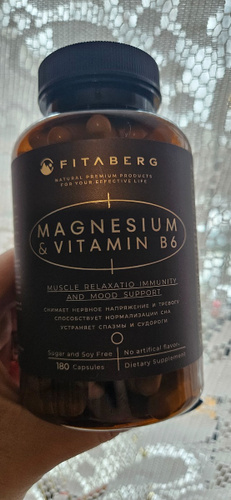 FITABERG
NATURAL PREMIUM PRODUCTS
FOR YOUR EFFECTIVE LIFE
MAGNESIUM
& VITAMIN B6
MUSCLE RELAXATIO IMMUNITY
AND MOOD SUPPORT
СНИМАЕТ НЕРВНОЕ НАПРЯЖЕНИЕ И ТРЕВОГУ
СПОСОБСТВУЕТ НОРМАЛИЗАЦИИ СНА
УСТРАНЯЕТ СПАЗМЫ И СУДОРОГИ
Sugar and Soy Free
No artifical flavor
180 Capsules
Dietary Supplement